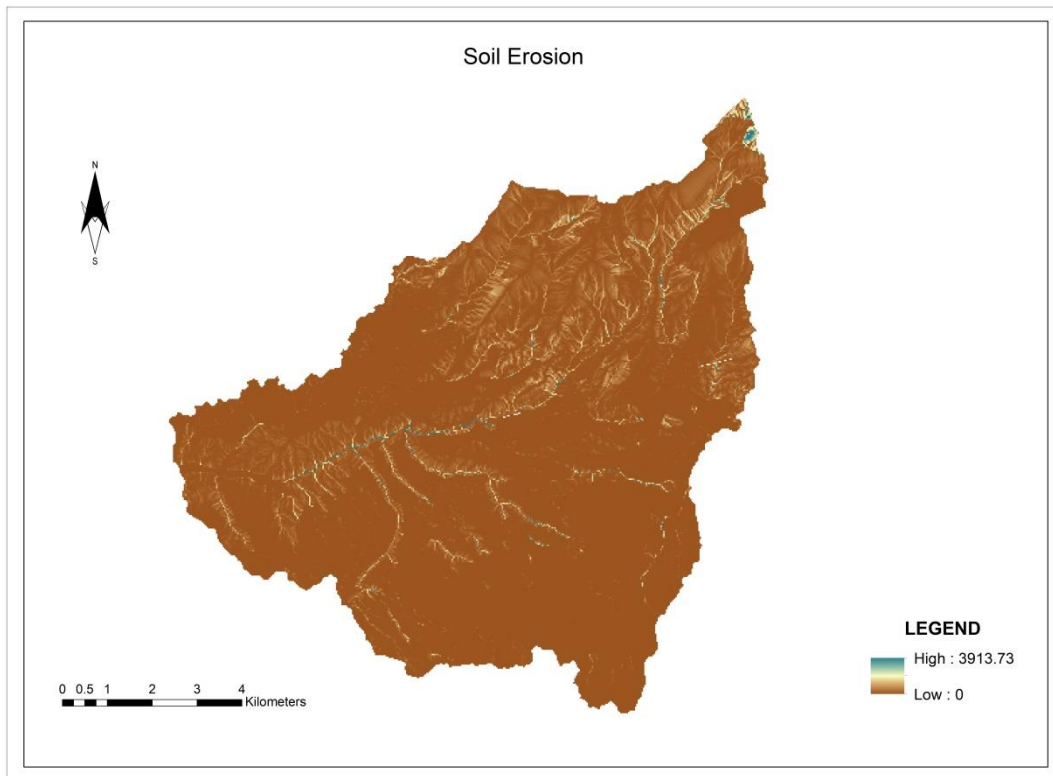 Soil Erosion
N
S
LEGEND
High : 3913.73
Low : 0
0 0.5 1 2 3 4
Kilometers